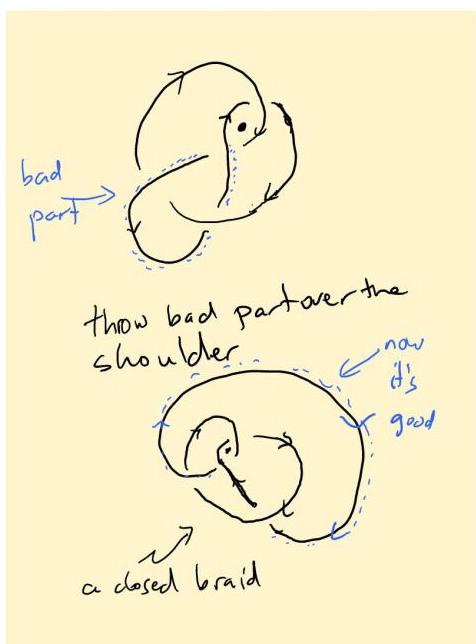 bad
part
throw bad part over the
shoulder
now
it's
good
a closed braid